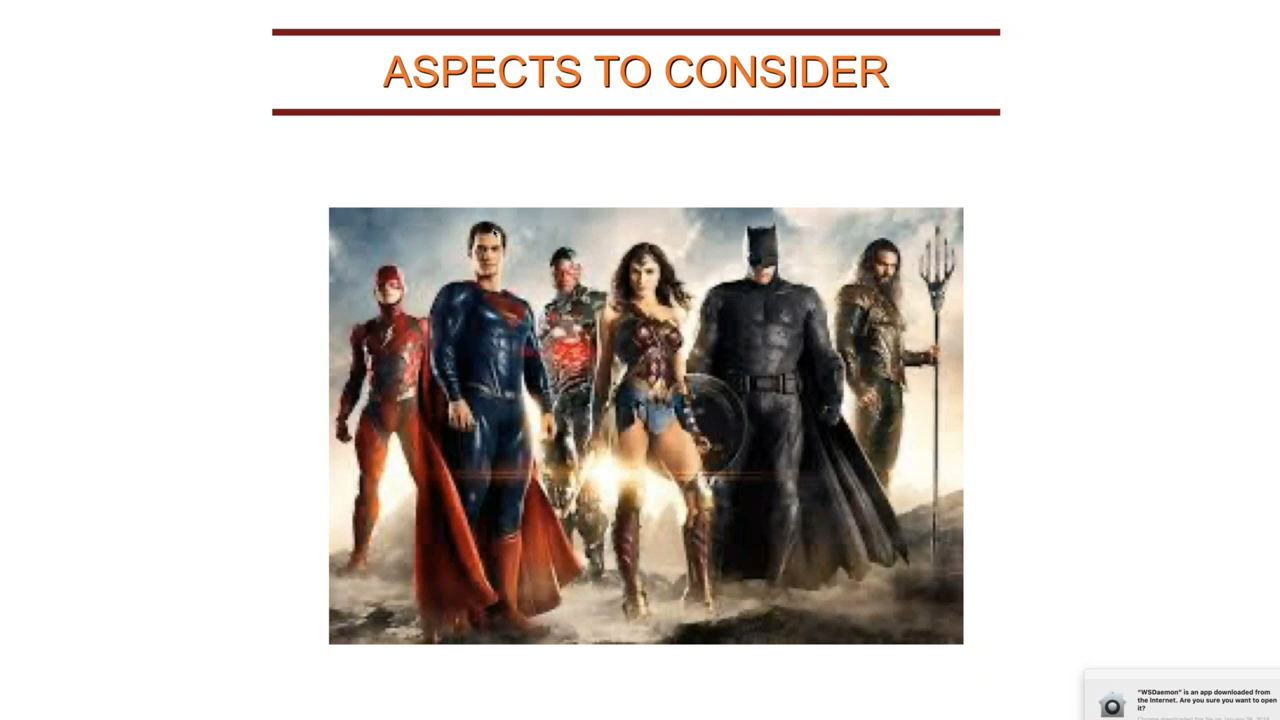 ASPECTS TO CONSIDER
“WSDaemon” is an app downloaded from
the Internet. Are you sure you want to open
it?